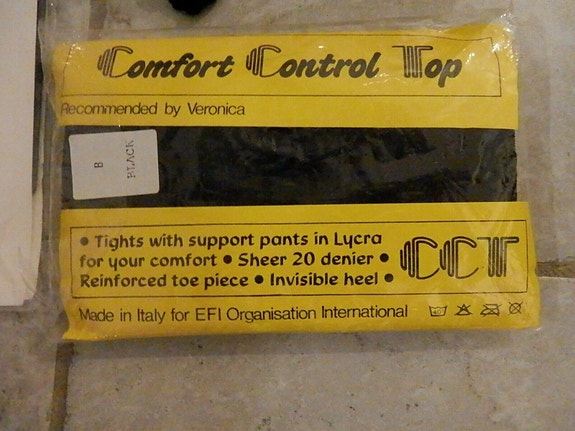 Comfort Control Top
Recommended by Veronica
B
BLACK
• Tights with support pants in Lycra
for your comfort • Sheer 20 denier •
Reinforced toe piece • Invisible heel •
CCT
Made in Italy for EFI Organisation International